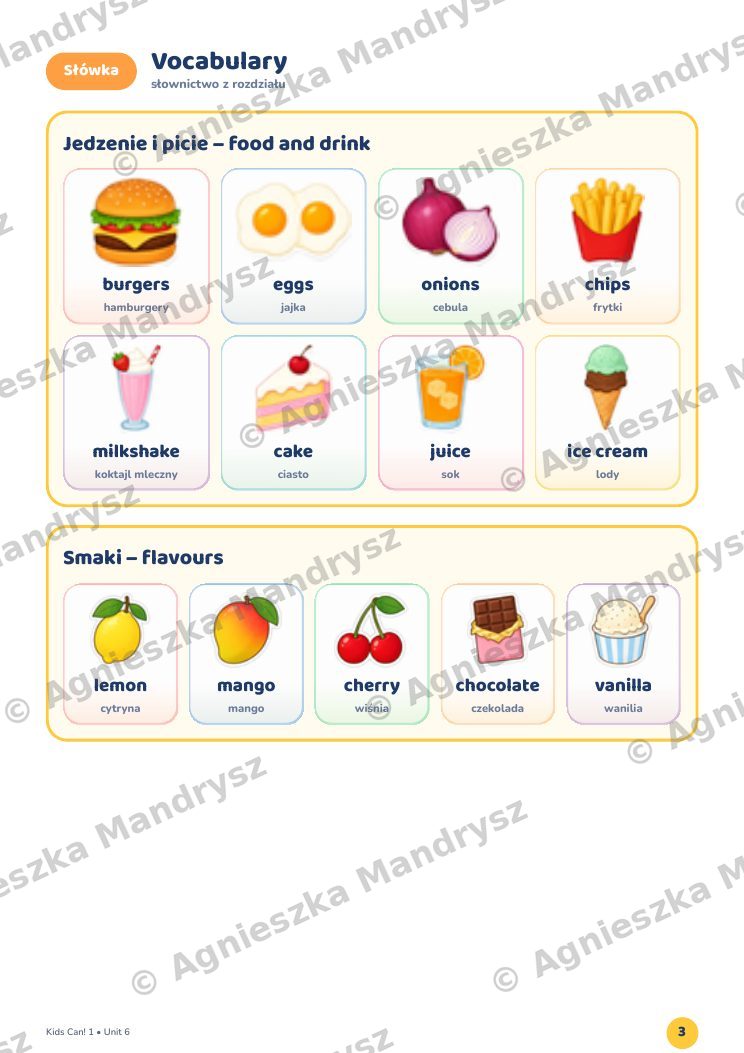 Słówka
Vocabulary
słownictwo z rozdziału
Jedzenie i picie – food and drink
burgers
hamburgery
eggs
jajka
onions
cebula
chips
frytki
milkshake
koktajl mleczny
cake
ciasto
juice
sok
ice cream
lody
Smaki – flavours
lemon
cytryna
mango
mango
cherry
wiśnia
chocolate
czekolada
vanilla
wanilia
Kids Can! 1 • Unit 6
3
© Agnieszka Mandrysz